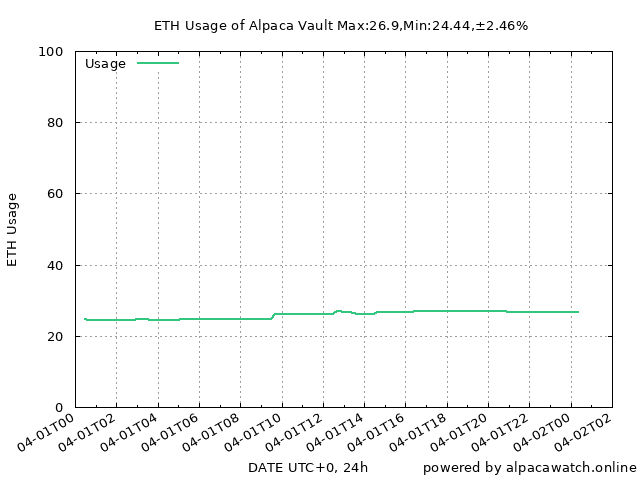 ETH Usage of Alpaca Vault Max:26.9,Min:24.44,±2.46%
Usage
100
80
60
40
20
0
ETH Usage
04-01T00
04-01T02
04-01T04
04-01T06
04-01T08
04-01T10
04-01T12
04-01T14
04-01T16
04-01T18
04-01T20
04-01T22
04-02T00
04-02T02
DATE UTC+0, 24h
powered by alpacawatch.online